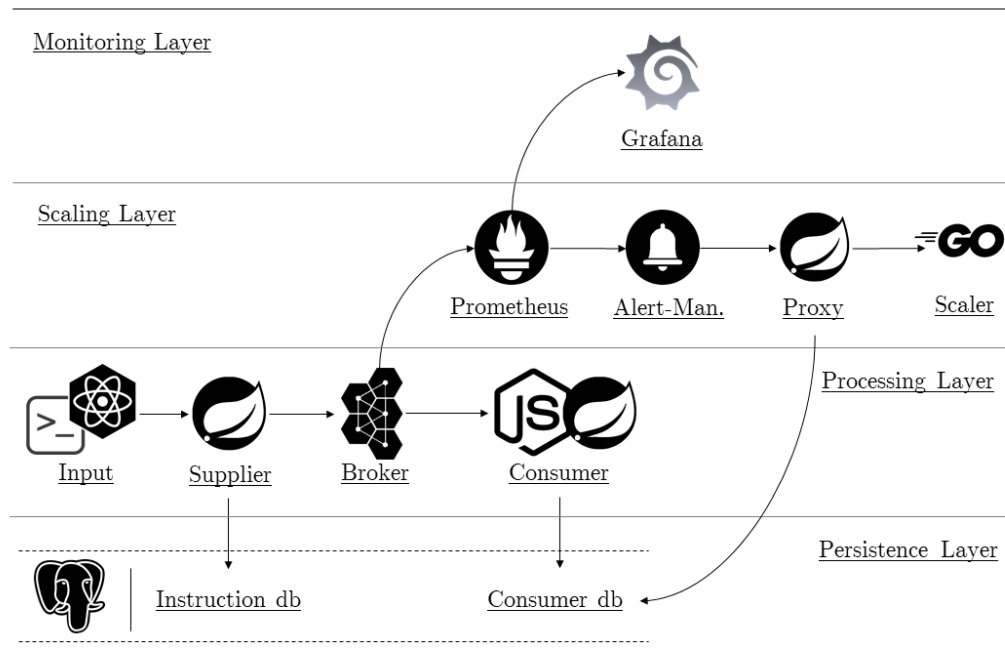 Monitoring Layer
Grafana
Scaling Layer
GO
Prometheus
Alert-Man.
Proxy
Scaler
Processing Layer
>_
JS
Input
Supplier
Broker
Consumer
Persistence Layer
Instruction db
Consumer db